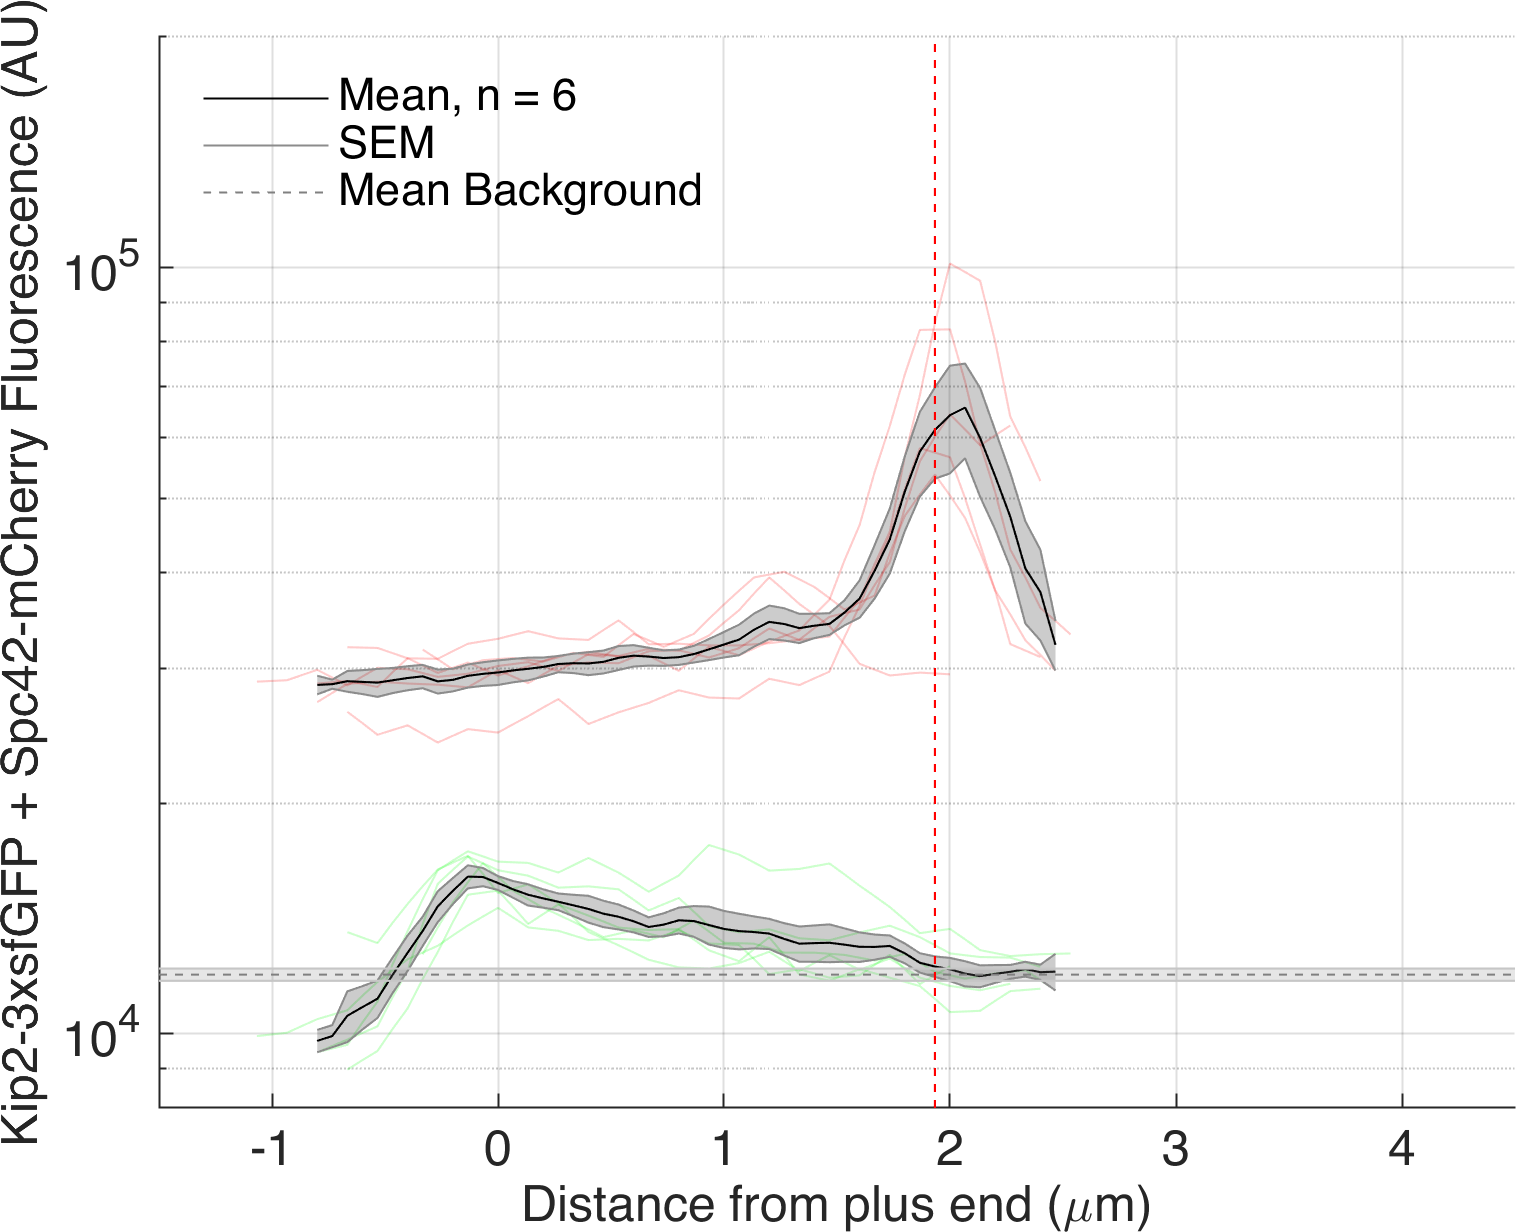 Kip2-3xsfGFP + Spc42-mCherry Fluorescence (AU)
Mean, n = 6
SEM
Mean Background
10^5
10^4
-1 0 1 2 3 4
Distance from plus end (μm)